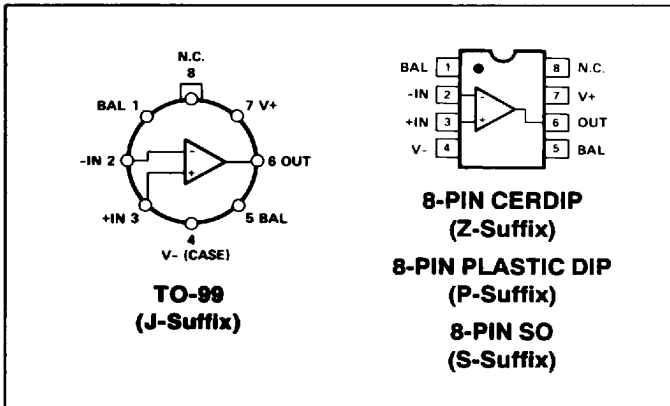 N.C.
8
BAL 1
7 V+
-IN 2
-
+
6 OUT
+IN 3
5 BAL
4
V- (CASE)
TO-99
(J-Suffix)
BAL 1
8 N.C.
-IN 2
-
7 V+
+IN 3
+
6 OUT
V- 4
5 BAL
8-PIN CERDIP
(Z-Suffix)
8-PIN PLASTIC DIP
(P-Suffix)
8-PIN SO
(S-Suffix)